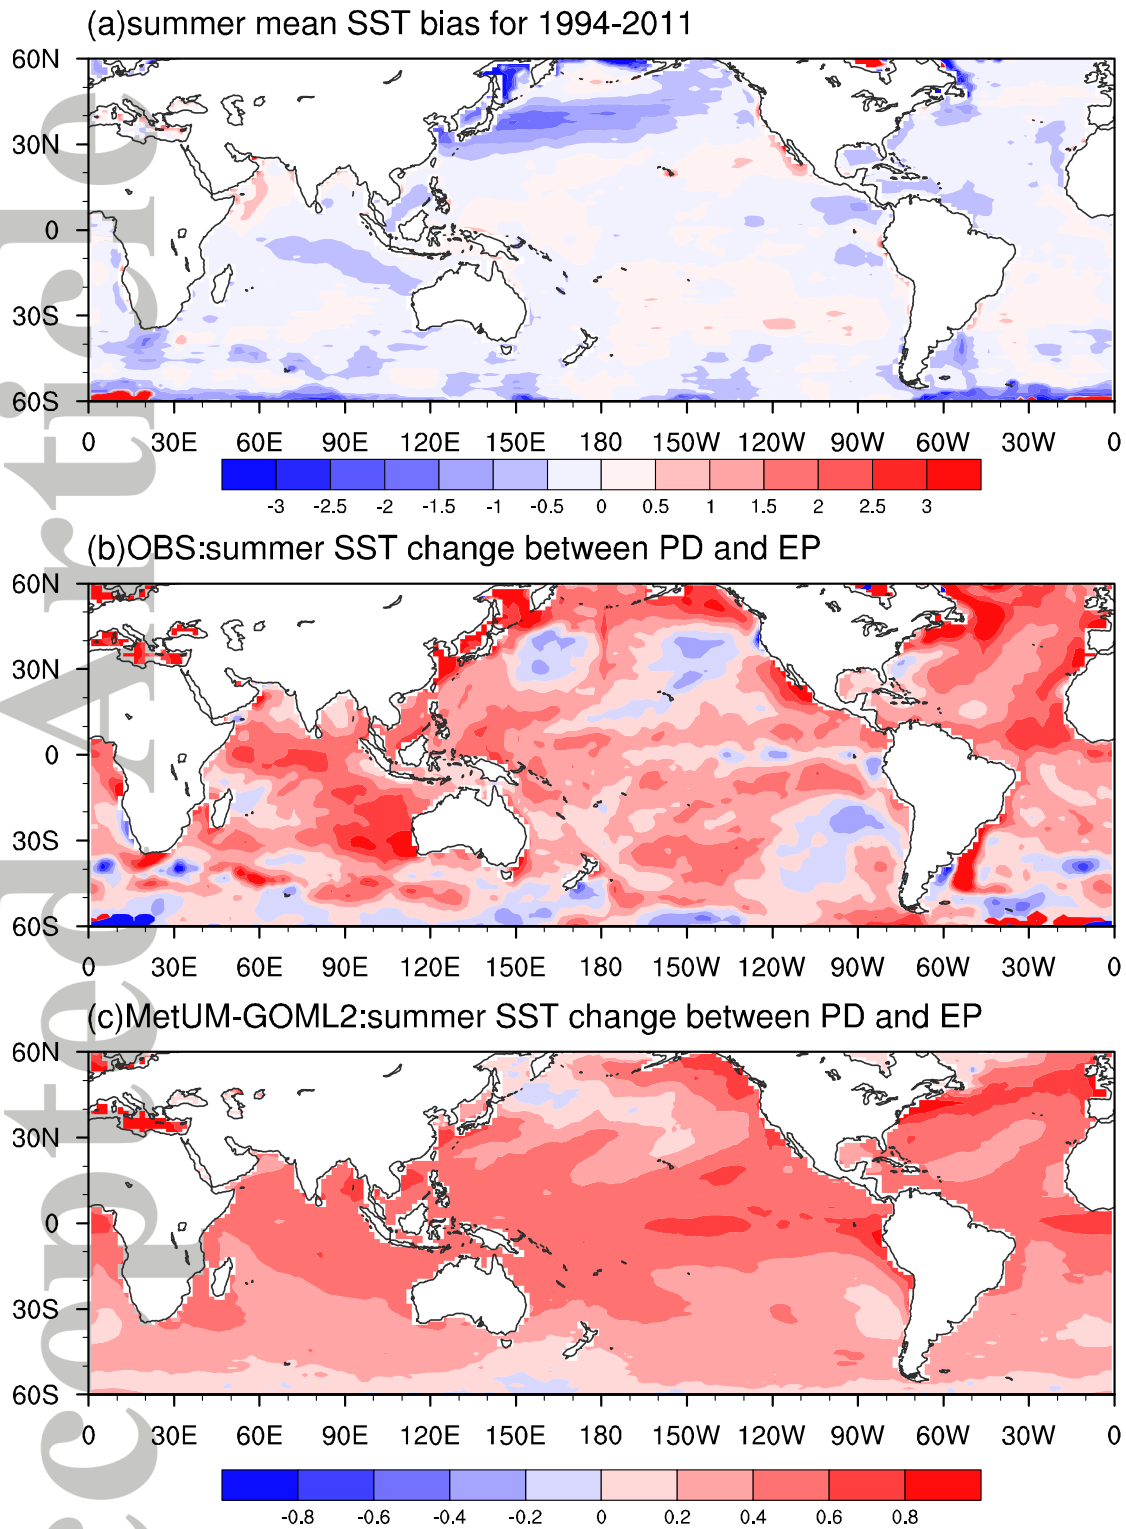 (a)summer mean SST bias for 1994-2011
60N
30N
0
30S
60S
0 30E 60E 90E 120E 150E 180 150W 120W 90W 60W 30W 0
-3 -2.5 -2 -1.5 -1 -0.5 0 0.5 1 1.5 2 2.5 3
(b)OBS:summer SST change between PD and EP
60N
30N
0
30S
60S
0 30E 60E 90E 120E 150E 180 150W 120W 90W 60W 30W 0
(c)MetUM-GOML2:summer SST change between PD and EP
60N
30N
0
30S
60S
0 30E 60E 90E 120E 150E 180 150W 120W 90W 60W 30W 0
-0.8 -0.6 -0.4 -0.2 0 0.2 0.4 0.6 0.8
cepted Article